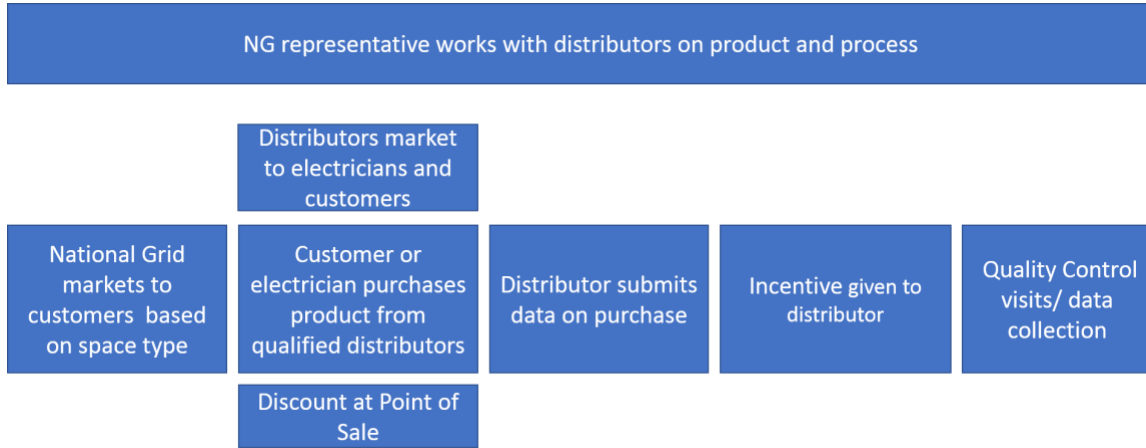 NG representative works with distributors on product and process
Distributors market
to electricians and
customers
National Grid
markets to
customers based
on space type
Customer or
electrician purchases
product from
qualified distributors
Distributor submits
data on purchase
Incentive given to
distributor
Quality Control
visits/ data
collection
Discount at Point of
Sale